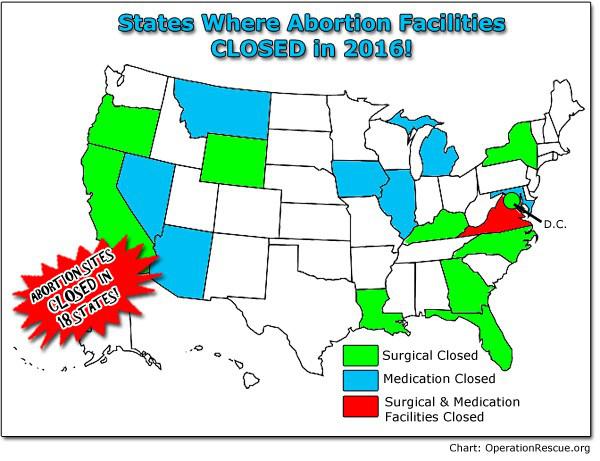 States Where Abortion Facilities
CLOSED in 2016!
D.C.
ABORTION SITES
CLOSED IN
18 STATES!
Surgical Closed
Medication Closed
Surgical & Medication
Facilities Closed
Chart: OperationRescue.org